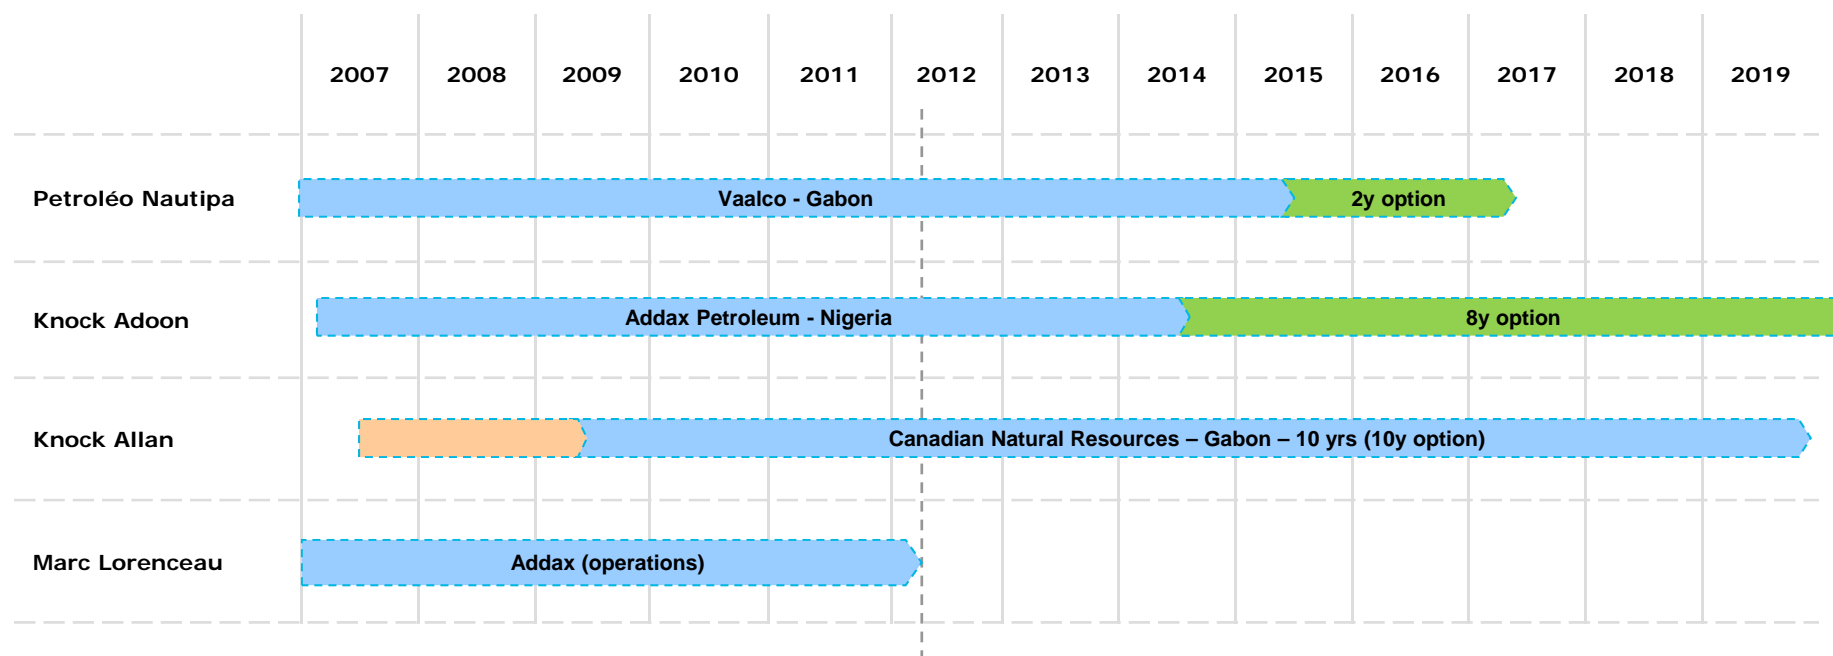 2007 2008 2009 2010 2011 2012 2013 2014 2015 2016 2017 2018 2019
Petroléo Nautipa Vaalco - Gabon 2y option
Knock Adoon Addax Petroleum - Nigeria 8y option
Knock Allan Canadian Natural Resources – Gabon – 10 yrs (10y option)
Marc Lorenceau Addax (operations)